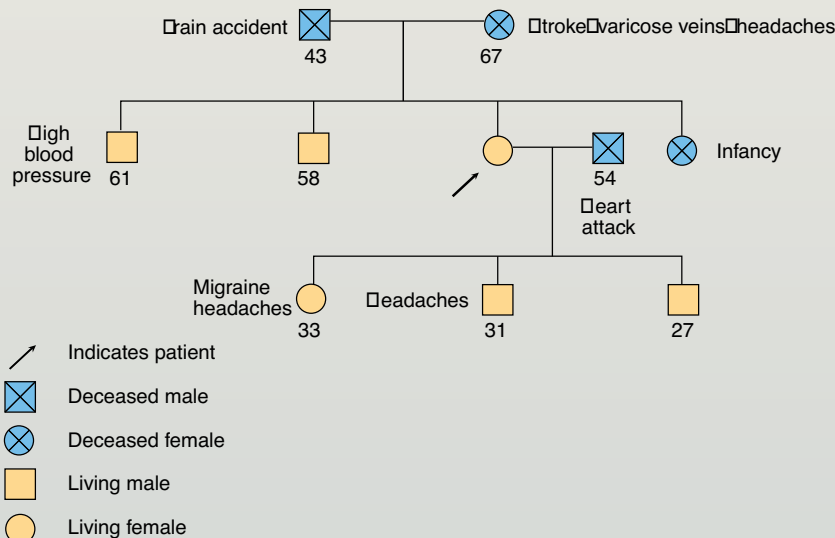 □rain accident
43
67
□troke□varicose veins□headaches
□igh
blood
pressure
61
58
54
Infancy
□eart
attack
Migraine
headaches
33
□eadaches
31
27
Indicates patient
Deceased male
Deceased female
Living male
Living female